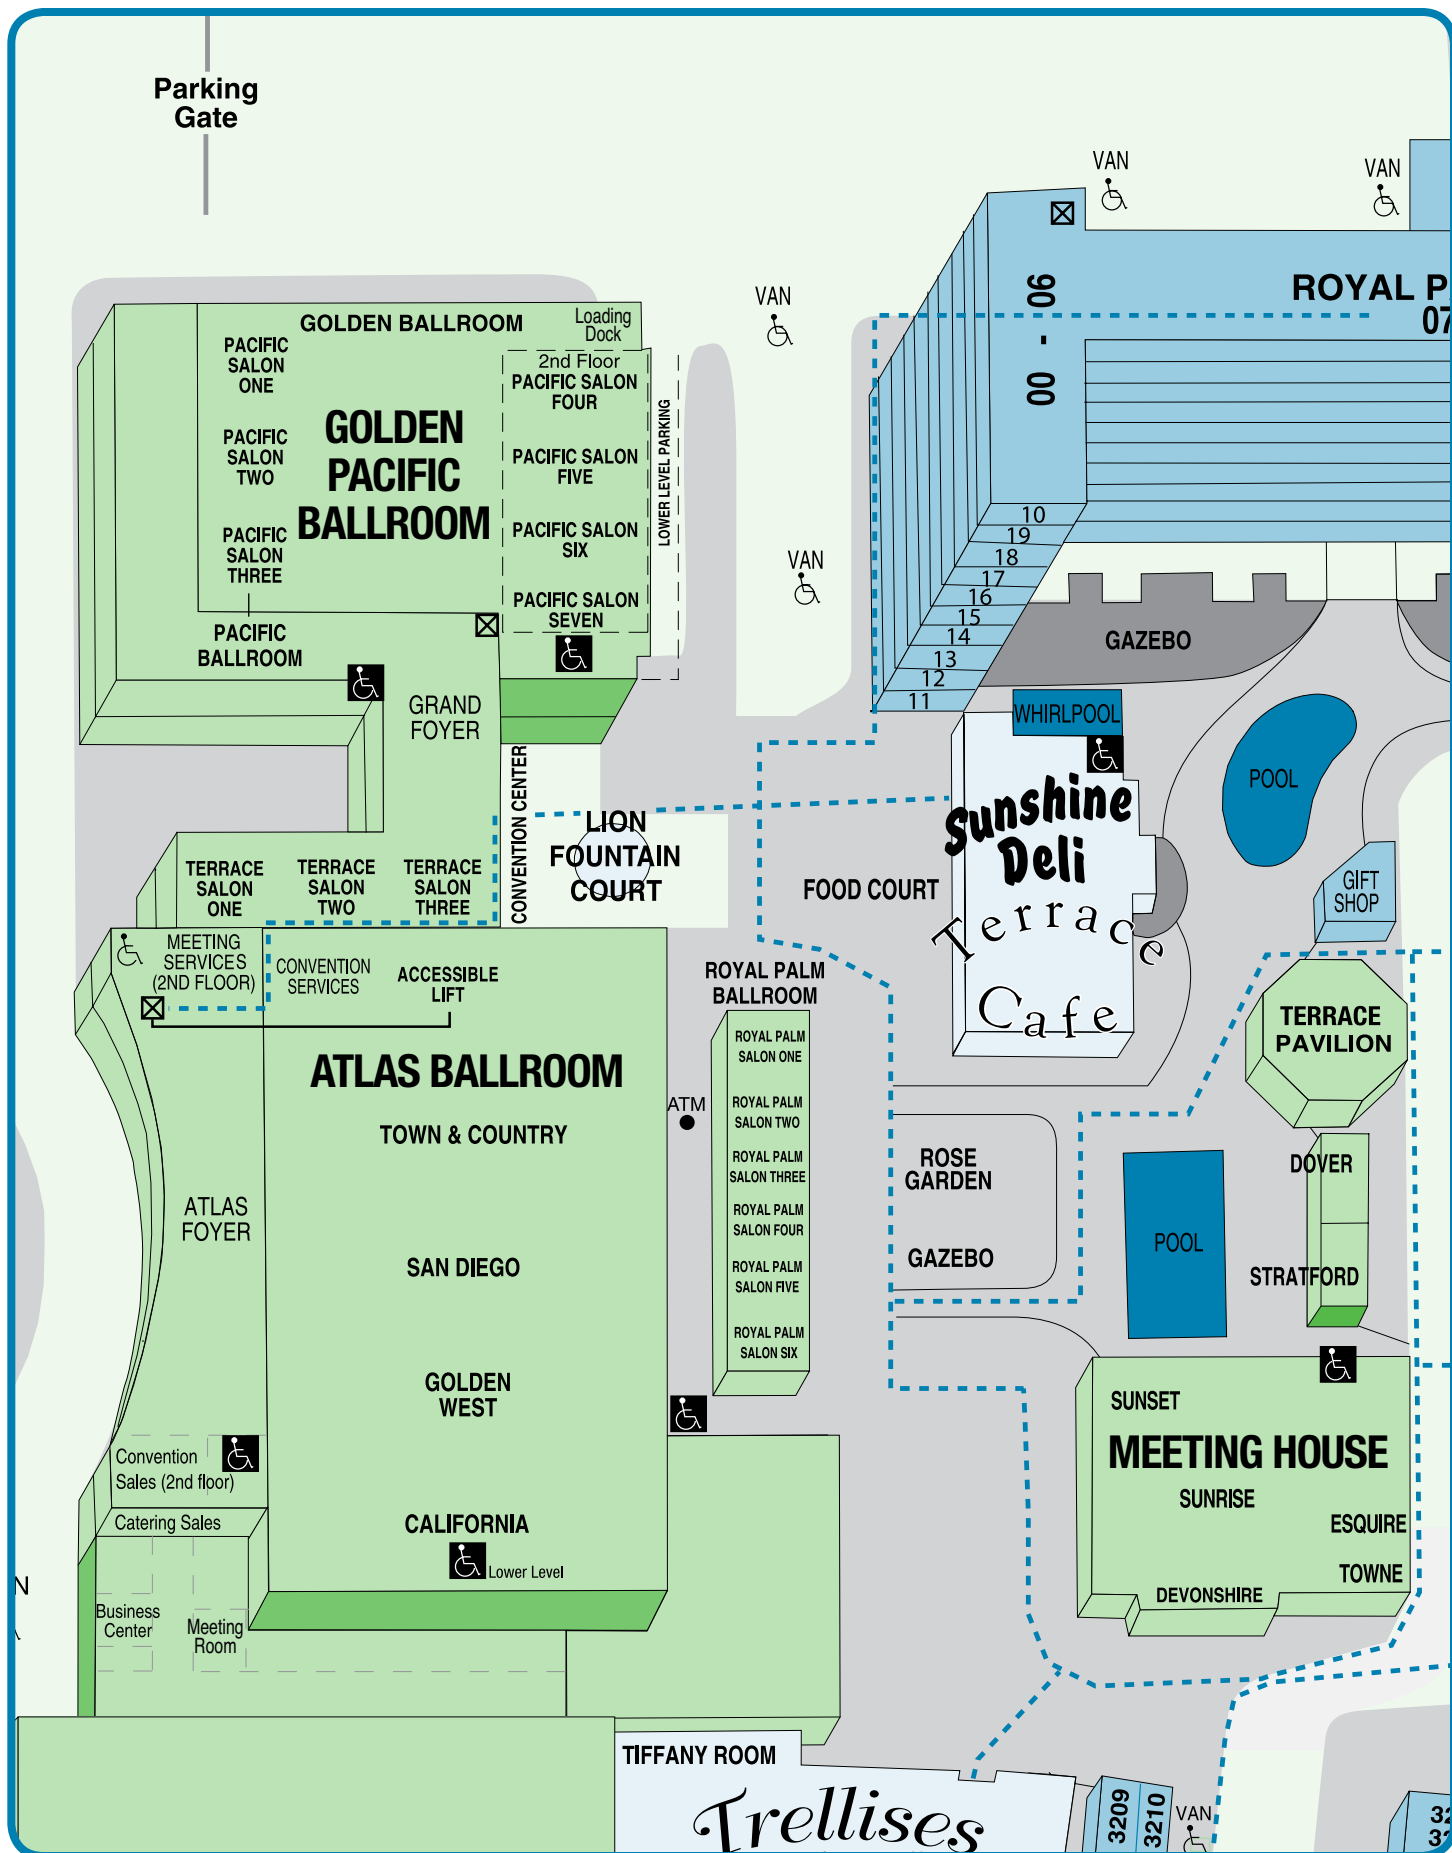 Parking
Gate
VAN
VAN
VAN
VAN
ROYAL P
07
00 - 06
GOLDEN BALLROOM
Loading
Dock
PACIFIC
SALON
ONE
2nd Floor
PACIFIC SALON
FOUR
PACIFIC
SALON
TWO
GOLDEN
PACIFIC
BALLROOM
PACIFIC SALON
FIVE
LOWER LEVEL PARKING
PACIFIC
SALON
THREE
PACIFIC SALON
SIX
PACIFIC SALON
SEVEN
PACIFIC
BALLROOM
10
19
18
17
16
15
14
13
12
11
GAZEBO
GRAND
FOYER
WHIRLPOOL
POOL
CONVENTION CENTER
LION
FOUNTAIN
COURT
Sunshine
Deli
Terrace
Cafe
FOOD COURT
GIFT
SHOP
TERRACE
SALON
ONE
TERRACE
SALON
TWO
TERRACE
SALON
THREE
MEETING
SERVICES
(2ND FLOOR)
CONVENTION
SERVICES
ACCESSIBLE
LIFT
ROYAL PALM
BALLROOM
TERRACE
PAVILION
ROYAL PALM
SALON ONE
ATLAS BALLROOM
ATM
ROYAL PALM
SALON TWO
TOWN & COUNTRY
ROYAL PALM
SALON THREE
ROSE
GARDEN
DOVER
ATLAS
FOYER
ROYAL PALM
SALON FOUR
GAZEBO
POOL
SAN DIEGO
ROYAL PALM
SALON FIVE
STRATFORD
ROYAL PALM
SALON SIX
GOLDEN
WEST
SUNSET
MEETING HOUSE
SUNRISE
ESQUIRE
TOWNE
DEVONSHIRE
Convention
Sales (2nd floor)
Catering Sales
CALIFORNIA
Lower Level
N
Business
Center
Meeting
Room
TIFFANY ROOM
Trellises
3209
3210
VAN